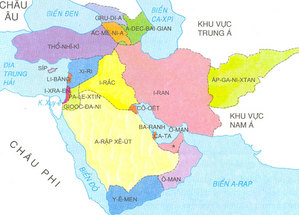 CHÂU
ÂU
BIỂN ĐEN
GRU-DI-A
BIỂN
CA-XPI
KHU VỰC
TRUNG Á
AC-MÊ-NI-A
A-DEC-BAI-GIAN
THỔ-NHĨ-KÌ
ĐỊA
TRUNG
HẢI
SÍP
XI-RI
LI-BĂNG
I-XRA-EN
I-RẮC
I-RAN
ÁP-GA-NI-XTAN
PA-LE-XTIN
GIOÓC-ĐA-NI
CÔ-OÉT
KHU VỰC
NAM Á
BA-RANH
CA-TA
Ô-MAN
CHÂU PHI
A-RẬP XÊ-ÚT
BIỂN ĐỎ
Ô-MAN
Y-Ê-MEN
BIỂN A-RAP